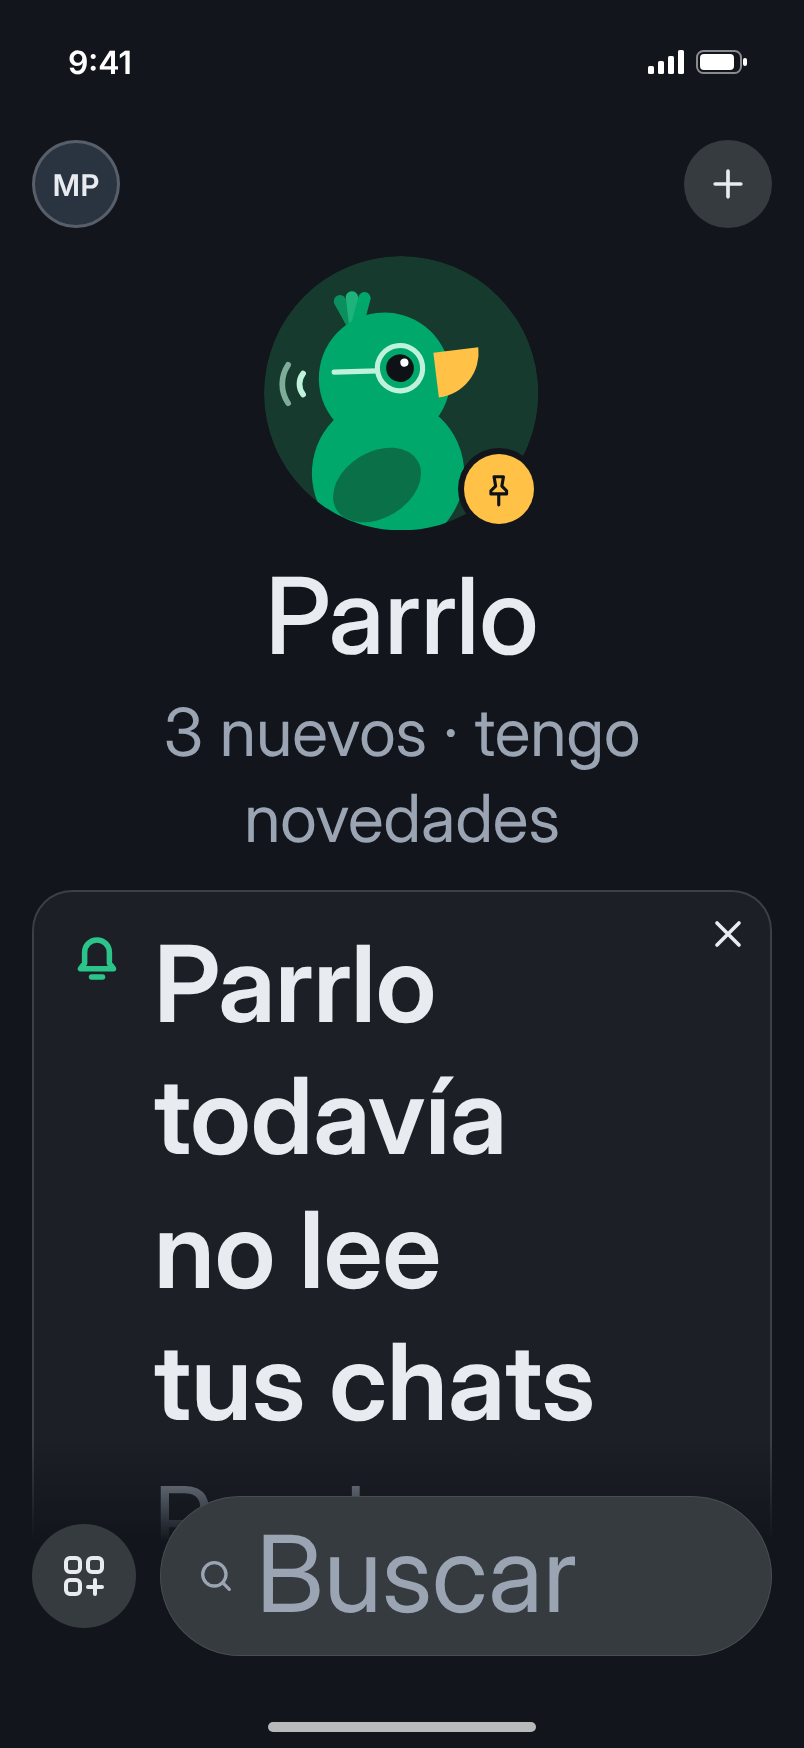 9:41
MP
Parrlo
3 nuevos · tengo
novedades
Parrlo
todavía
no lee
tus chats
Buscar